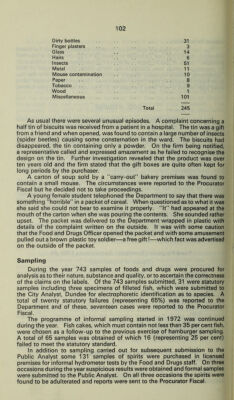 102
Dirty bottles .. .. .. .. .. 31
Finger plasters .. .. .. .. .. 3
Glass .. .. .. .. .. 14
Hairs .. .. .. .. .. 6
Insects .. .. .. .. .. 51
Metal .. .. .. .. .. 11
Mouse contamination .. .. .. .. 10
Paper .. .. .. .. .. 8
Tobacco .. .. .. .. .. 9
Wood .. .. .. .. .. 1
Miscellaneous .. .. .. .. .. 101
Total 245
As usual there were several unusual episodes. A complaint concerning a
half tin of biscuits was received from a patient in a hospital. The tin was a gift
from a friend and when opened, was found to contain a large number of insects
(spider beetles), causing some consternation in the ward. The biscuits had
disappeared, the tin containing only a powder. On the firm being notified,
a representative called and expressed amazement as he failed to recognise the
design on the tin. Further investigation revealed the product was over
ten years old and the firm stated that the gift boxes are quite often kept for
long periods by the purchaser.
A carton of soup sold by a "carry-out" bakery premises was found to
contain a small mouse. The circumstances were reported to the Procurator
Fiscal but he decided not to take proceedings.
A young female student telephoned the Department to say that there was
something "horrible" in a packet of cereal. When questioned as to what it was
she said she could not bear to examine it properly. "It" had appeared at the
mouth of the carton when she was pouring the contents. She sounded rather
upset. The packet was delivered to the Department wrapped in plastic with
details of the complaint written on the outside. It was with some caution
that the Food and Drugs Officer opened the packet and with some amusement
pulled out a brown plastic toy soldier—a free gift!—which fact was advertised
on the outside of the packet.
Sampling
During the year 743 samples of foods and drugs were procured for
analysis as to their nature, substance and quality, or to ascertain the correctness
of the claims on the labels. Of the 743 samples submitted, 31 were statutory
samples including three specimens of filleted fish, which were submitted to
the City Analyst, Leeds for electrophoretic identification as to species. A
total of twenty statutory failures (representing 65%) was reported to the
Department and of these, seventeen cases were reported to the Procurator
Fiscal.
The programme of informal sampling started in 1972 was continued
during the year. Fish cakes, which must contain not less than 35 per cent fish,
were chosen as a follow-up to the previous exercise of hamburger sampling.
A total of 65 samples was obtained of which 16 (representing 25 per cent)
failed to meet the statutory standard.
In addition to sampling carried out for subsequent submission to the
Public Analyst some 131 samples of spirits were purchased in licensed
premises for informal hydrometer tests by the Food and Drugs staff. On three
occasions during the year suspicious results were obtained and formal samples
were submitted to the Public Analyst. On all three occasions the spirits were
found to be adulterated and reports were sent to the Procurator Fiscal.